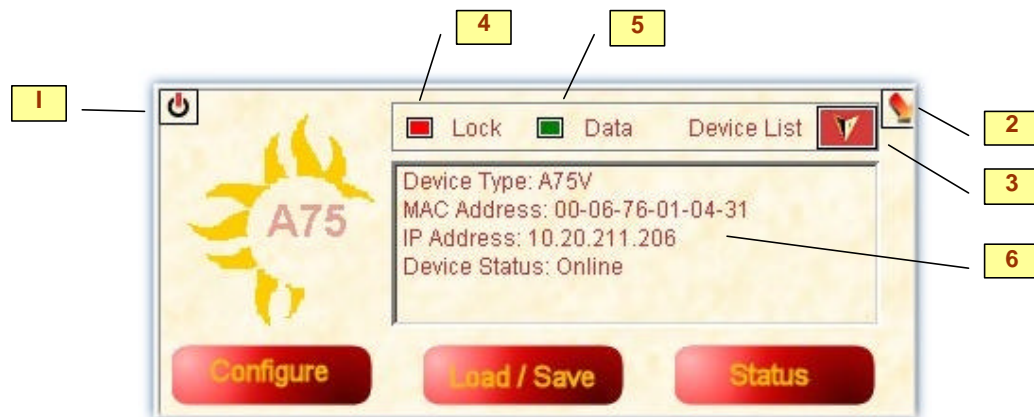 4 5
I
2
3
6
Lock Data Device List
A75
Device Type: A75V
MAC Address: 00-06-76-01-04-31
IP Address: 10.20.211.206
Device Status: Online
Configure Load / Save Status